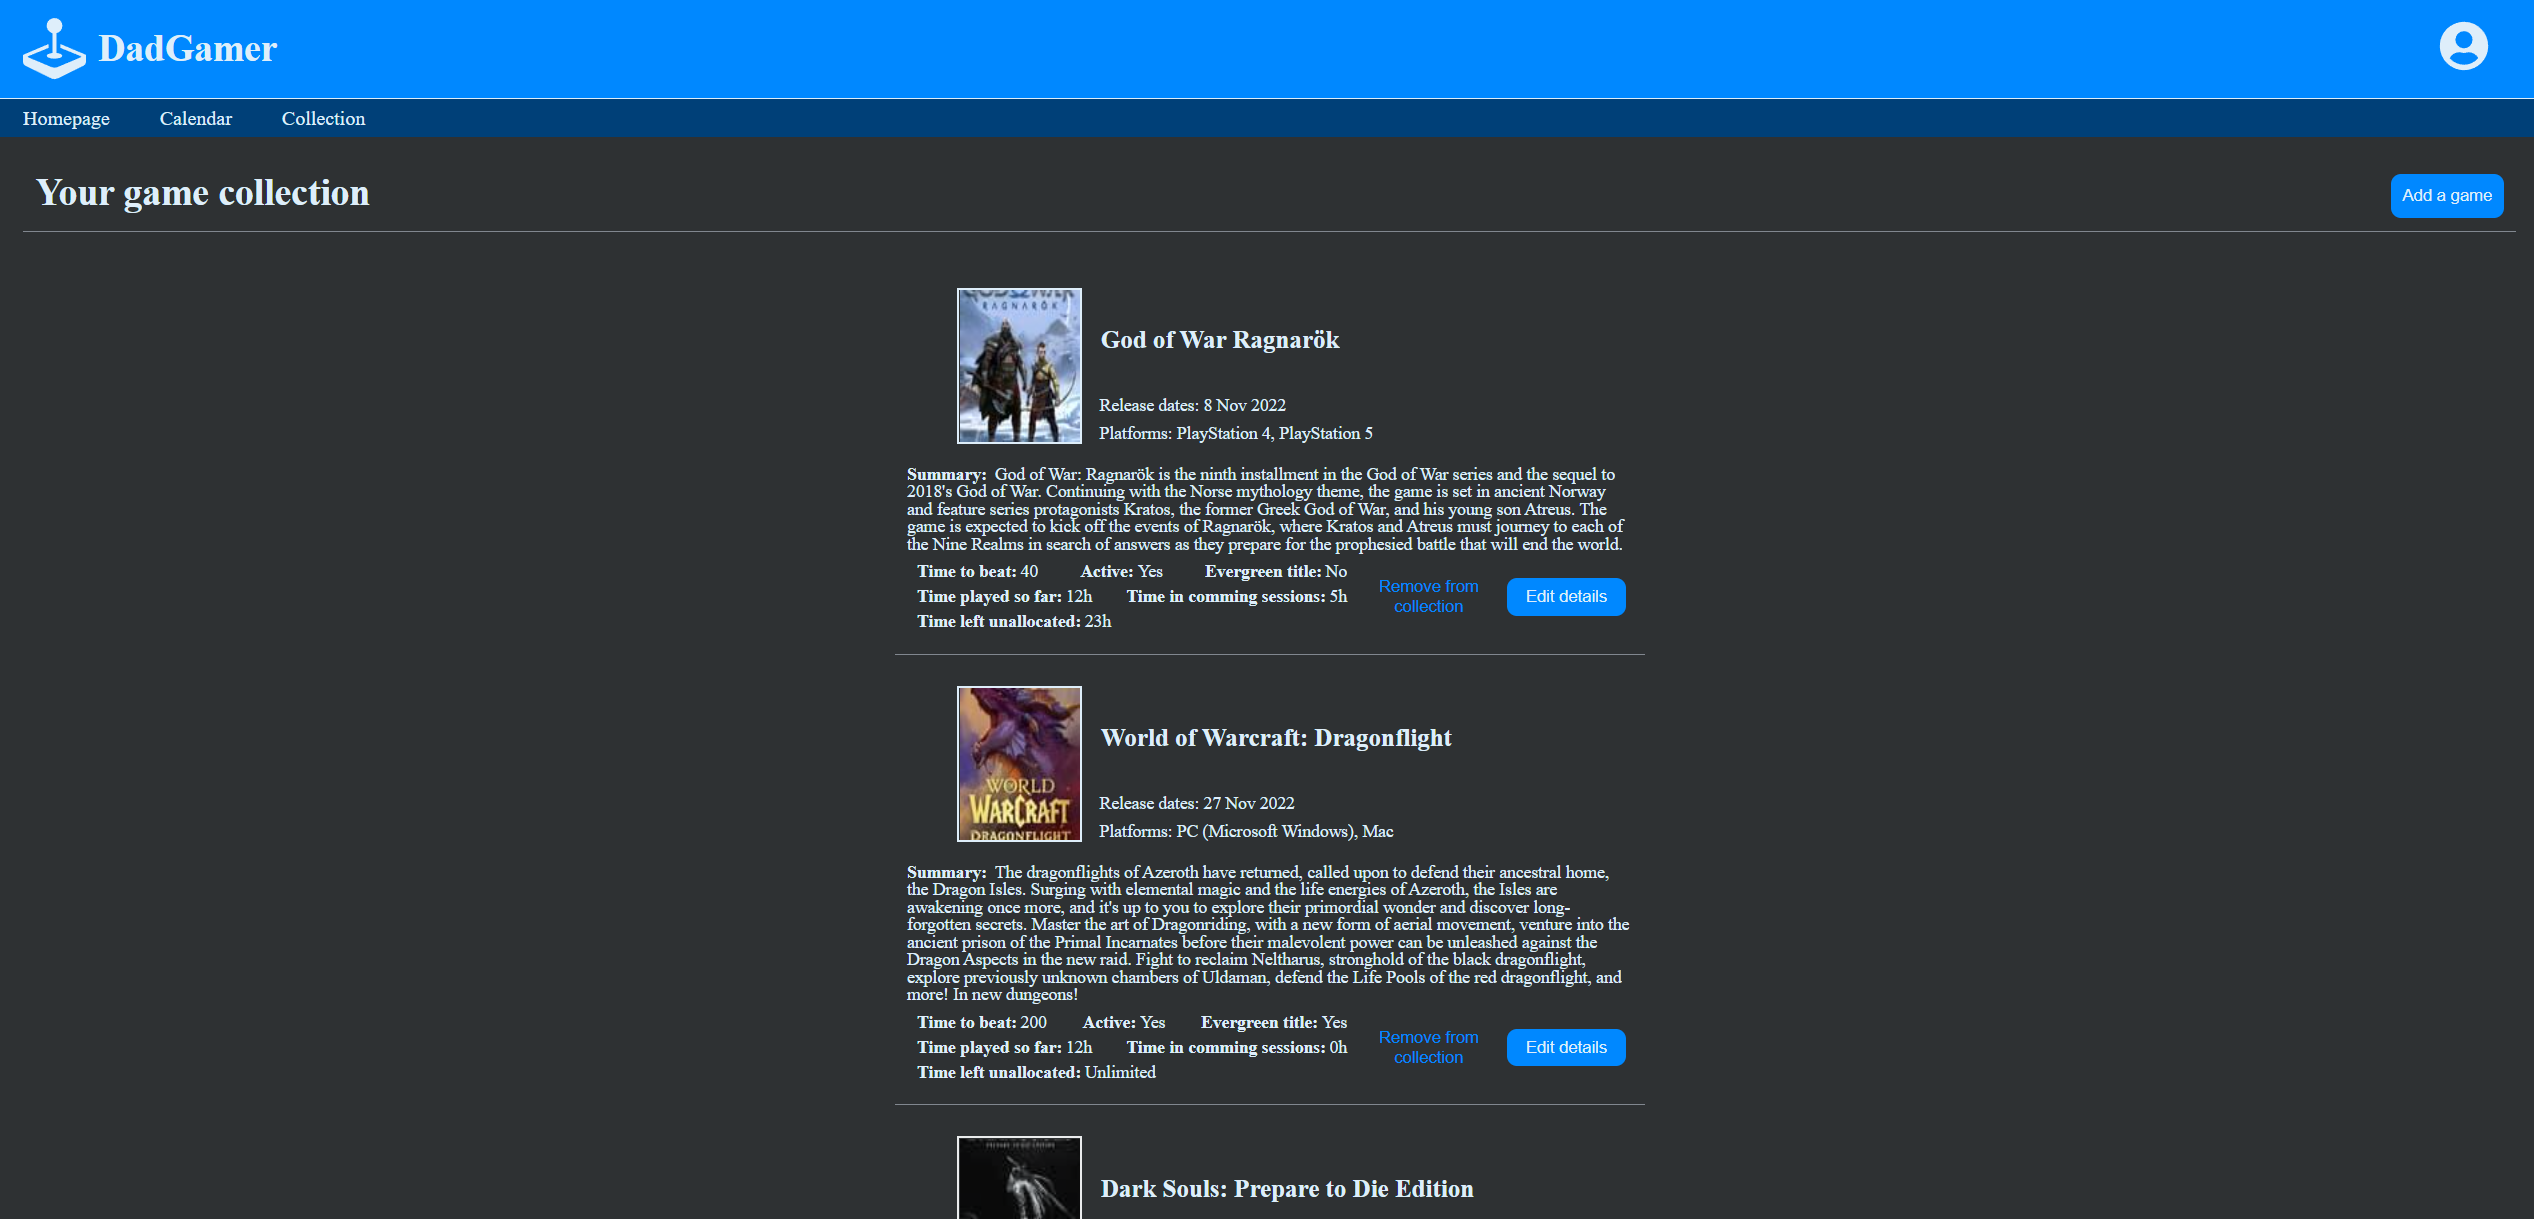 DadGamer
Homepage Calendar Collection
Your game collection
Add a game
RAGNARÖK
God of War Ragnarök
Release dates: 8 Nov 2022
Platforms: PlayStation 4, PlayStation 5
Summary: God of War: Ragnarök is the ninth installment in the God of War series and the sequel to
2018's God of War. Continuing with the Norse mythology theme, the game is set in ancient Norway
and feature series protagonists Kratos, the former Greek God of War, and his young son Atreus. The
game is expected to kick off the events of Ragnarök, where Kratos and Atreus must journey to each of
the Nine Realms in search of answers as they prepare for the prophesied battle that will end the world.
Time to beat: 40 Active: Yes Evergreen title: No
Time played so far: 12h Time in comming sessions: 5h
Time left unallocated: 23h
Remove from
collection
Edit details
WORLD
WARCRAFT
DRAGONFLIGHT
World of Warcraft: Dragonflight
Release dates: 27 Nov 2022
Platforms: PC (Microsoft Windows), Mac
Summary: The dragonflights of Azeroth have returned, called upon to defend their ancestral home,
the Dragon Isles. Surging with elemental magic and the life energies of Azeroth, the Isles are
awakening once more, and it's up to you to explore their primordial wonder and discover long-
forgotten secrets. Master the art of Dragonriding, with a new form of aerial movement, venture into the
ancient prison of the Primal Incarnates before their malevolent power can be unleashed against the
Dragon Aspects in the new raid. Fight to reclaim Neltharus, stronghold of the black dragonflight,
explore previously unknown chambers of Uldaman, defend the Life Pools of the red dragonflight, and
more! In new dungeons!
Time to beat: 200 Active: Yes Evergreen title: Yes
Time played so far: 12h Time in comming sessions: 0h
Time left unallocated: Unlimited
Remove from
collection
Edit details
Dark Souls: Prepare to Die Edition